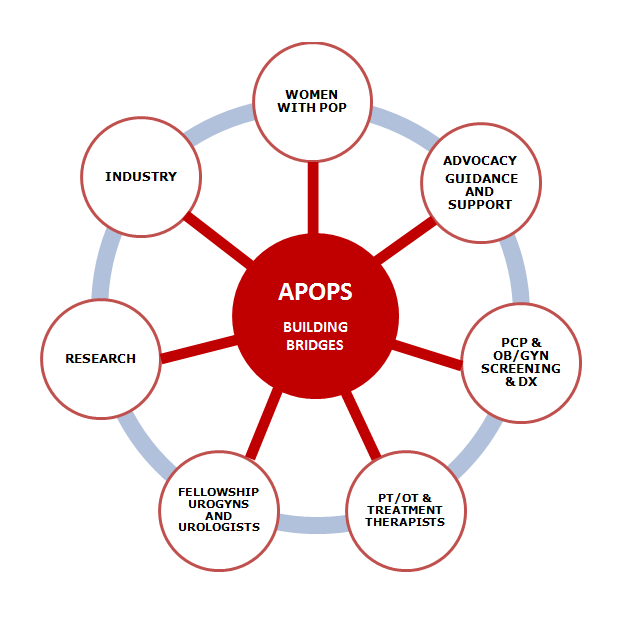 WOMEN
WITH POP
ADVOCACY
GUIDANCE
AND
SUPPORT
PCP &
OB/GYN
SCREENING
& DX
PT/OT &
TREATMENT
THERAPISTS
FELLOWSHIP
UROGYNS
AND
UROLOGISTS
RESEARCH
INDUSTRY
APOPS
BUILDING
BRIDGES